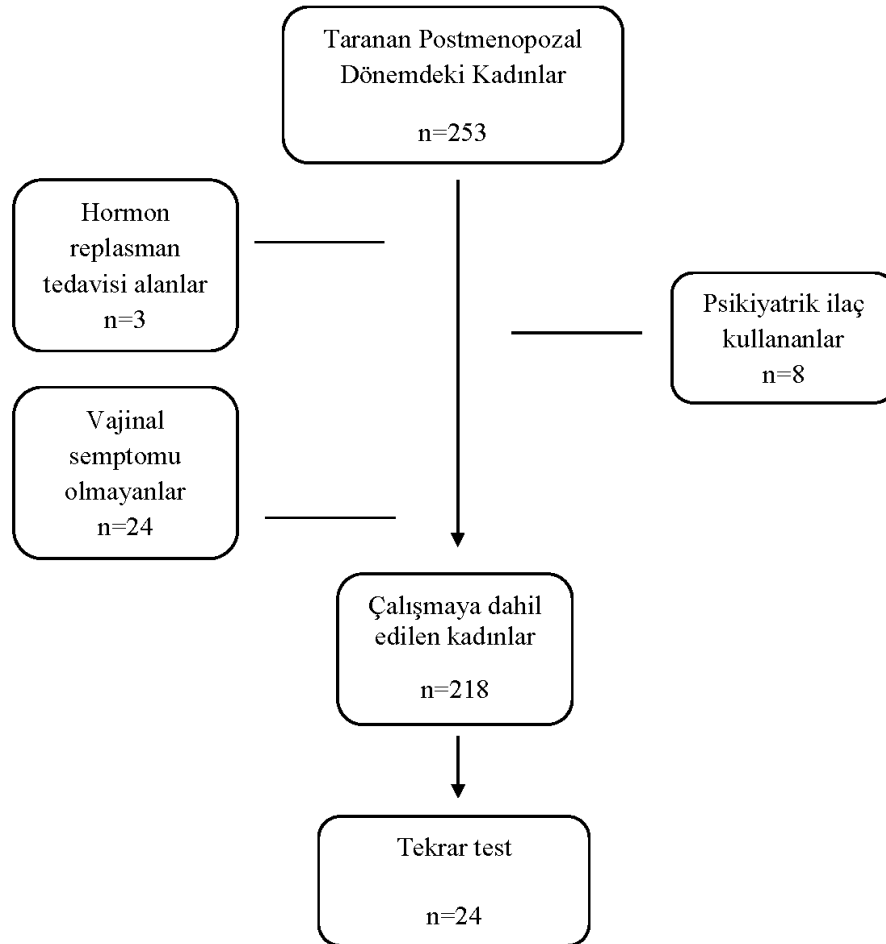 Taranan Postmenopozal
Dönemdeki Kadınlar
n=253
Hormon
replasman
tedavisi alanlar
n=3
Psikiyatrik ilaç
kullananlar
n=8
Vajinal
semptomu
olmayanlar
n=24
Çalışmaya dahil
edilen kadınlar
n=218
Tekrar test
n=24